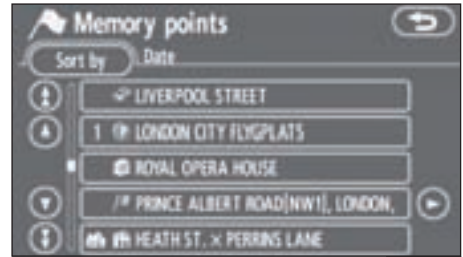 Memory points
Sort by Date
LIVERPOOL STREET
1 LONDON CITY FLYGPLATS
ROYAL OPERA HOUSE
PRINCE ALBERT ROAD[NW1], LONDON,
HEATH ST. × PERRINS LANE